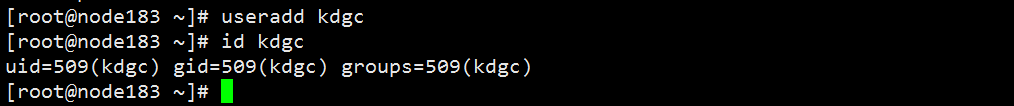 [root@node183 ~]# useradd kdgc
[root@node183 ~]# id kdgc
uid=509(kdgc) gid=509(kdgc) groups=509(kdgc)
[root@node183 ~]#